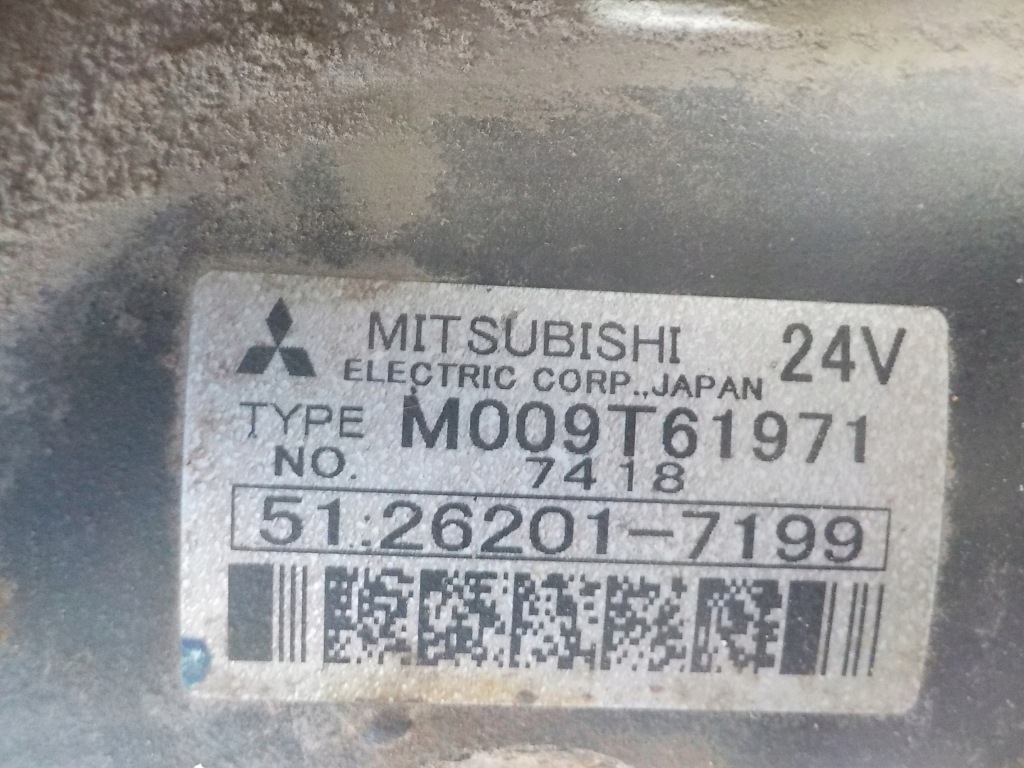 MITSUBISHI 24V
ELECTRIC CORP.,JAPAN
TYPE M009T61971
NO. 7418
51.26201-7199